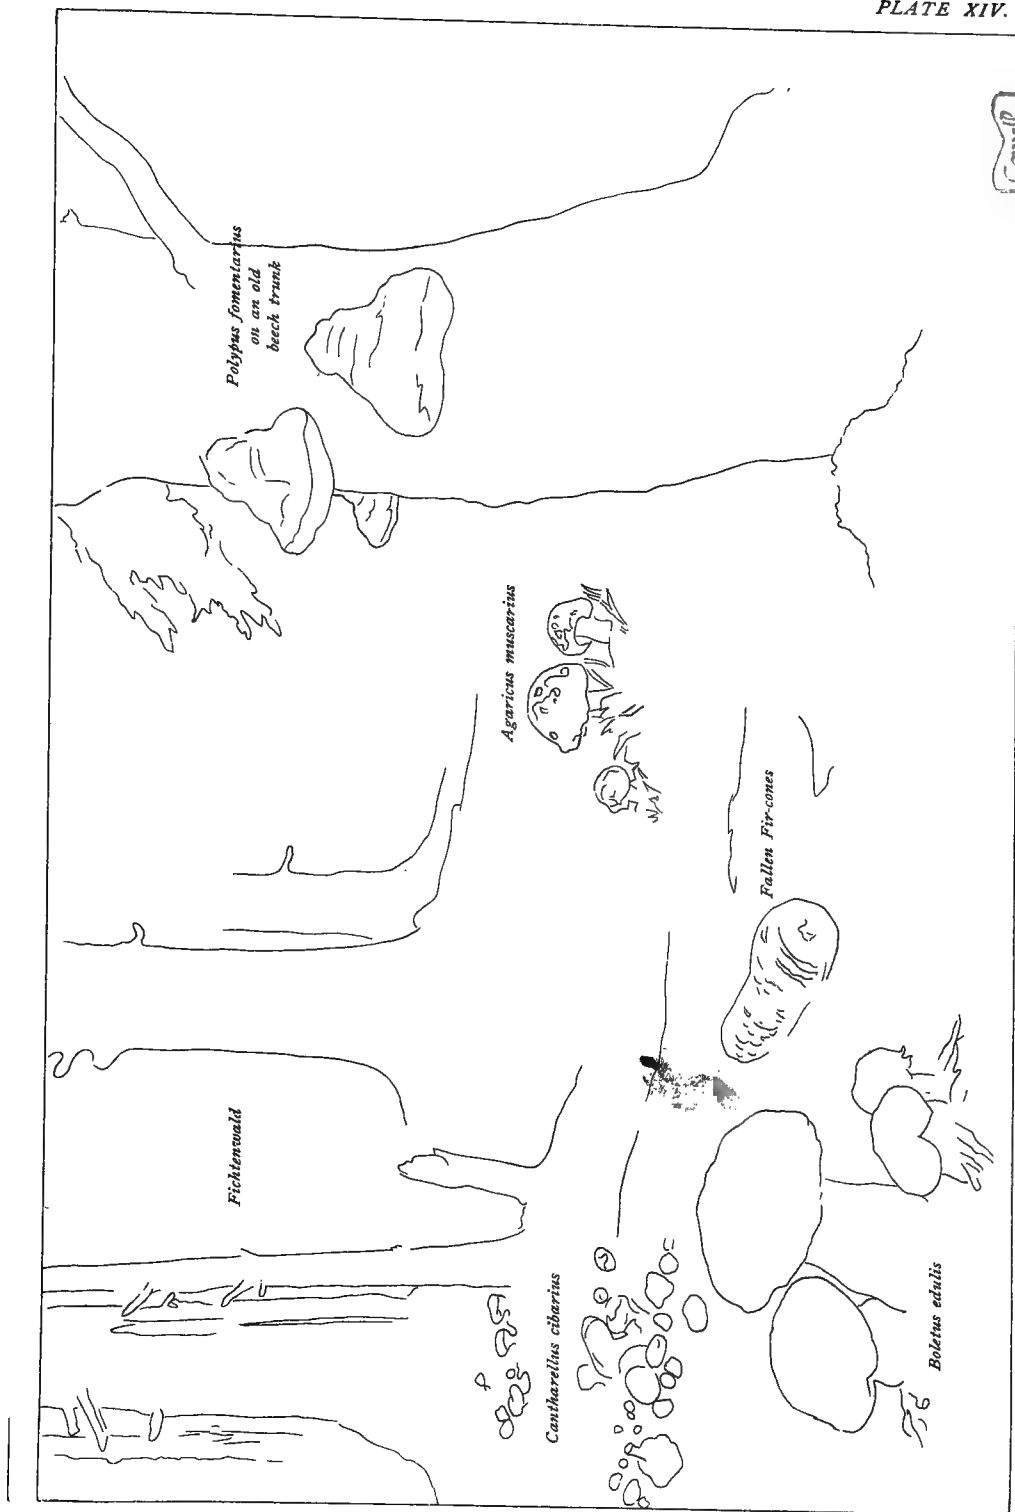 PLATE XIV.
Polypus fomentarius
on an old
beech trunk
Agaricus muscarius
Fallen Fir-cones
Fichtenwald
Cantharellus cibarius
Boletus edulis